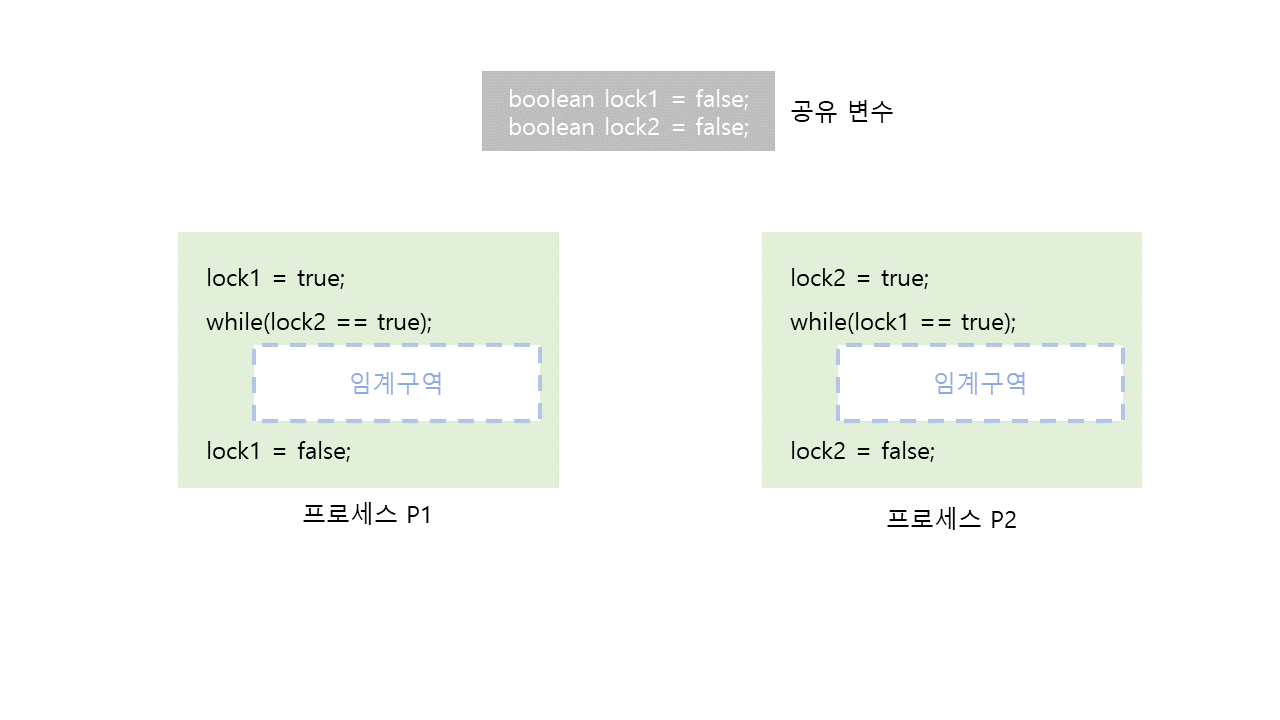 boolean lock1 = false;
boolean lock2 = false;
공유 변수
lock1 = true;
while(lock2 == true);
임계구역
lock1 = false;
프로세스 P1
lock2 = true;
while(lock1 == true);
임계구역
lock2 = false;
프로세스 P2